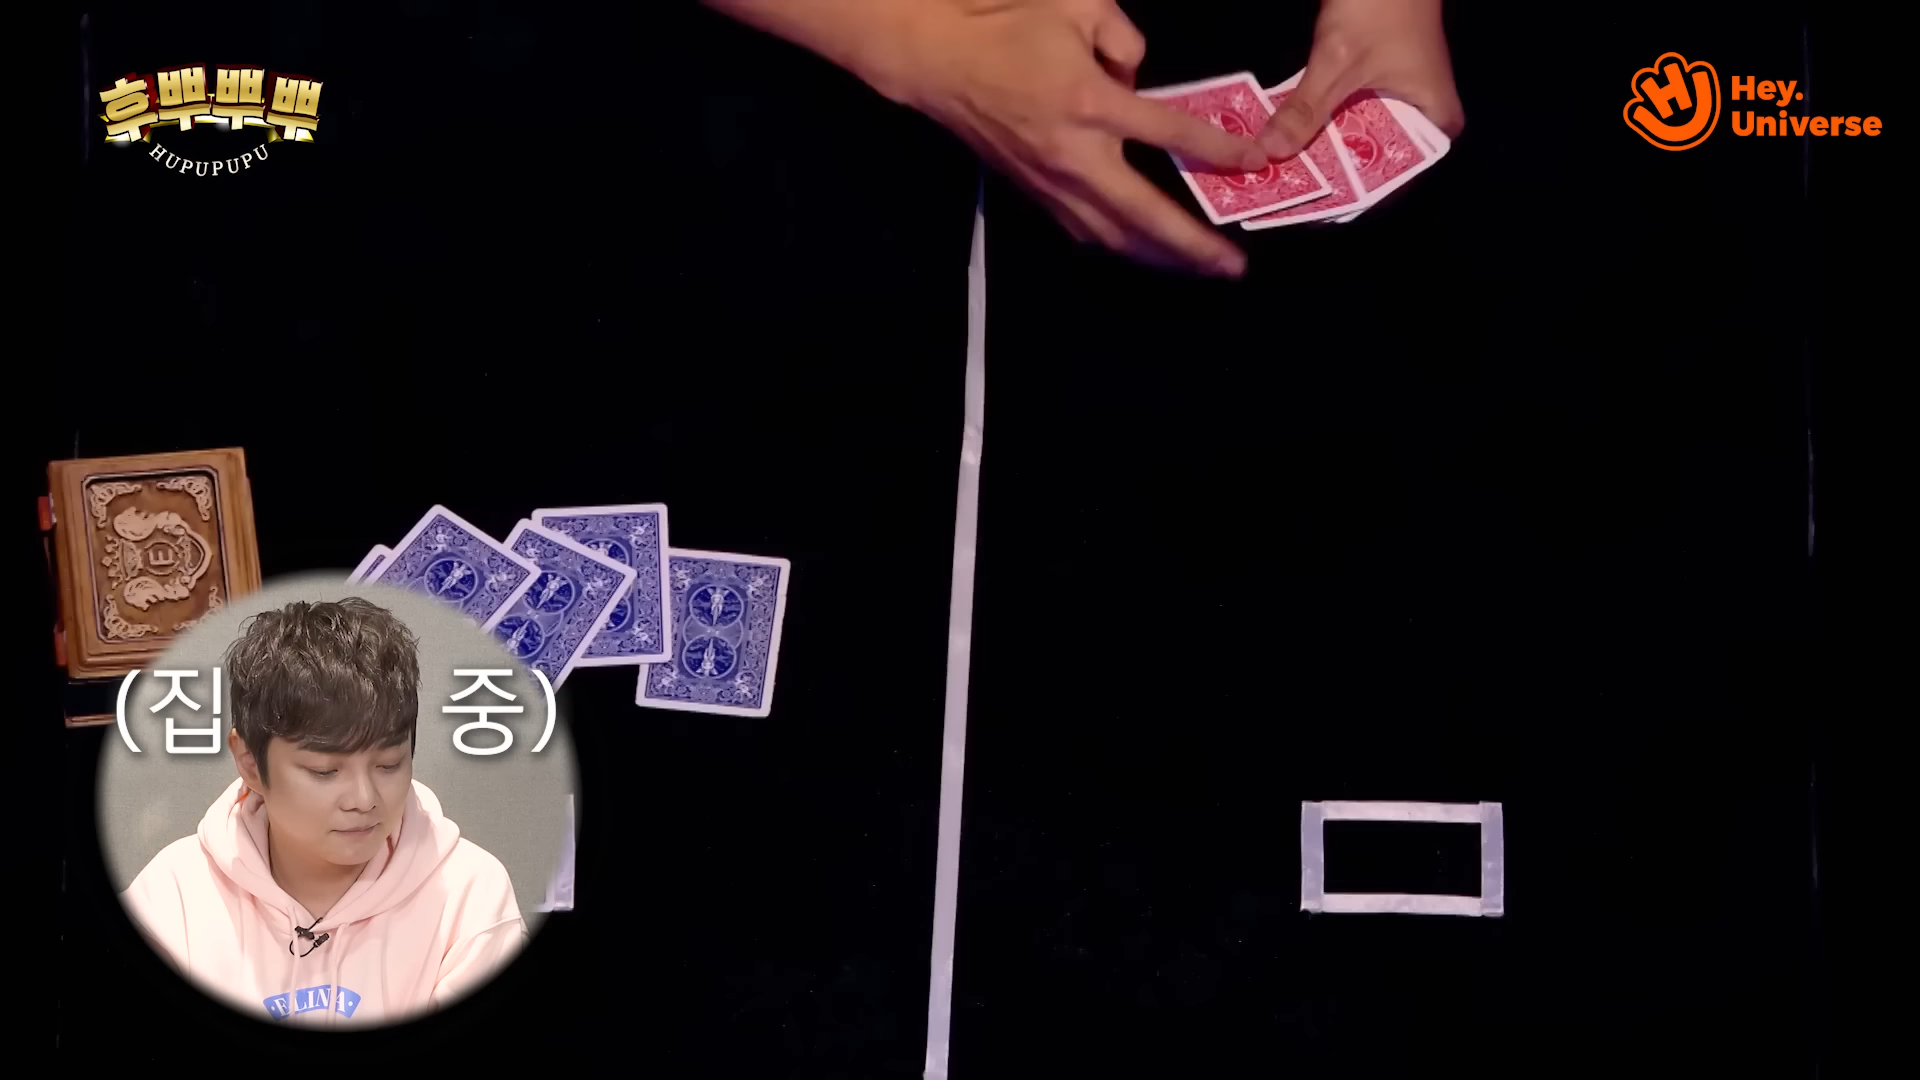 후뿌뿌뿌
HUPUPUPU
Hey.
Universe
E
(집 중)
·ELINA·